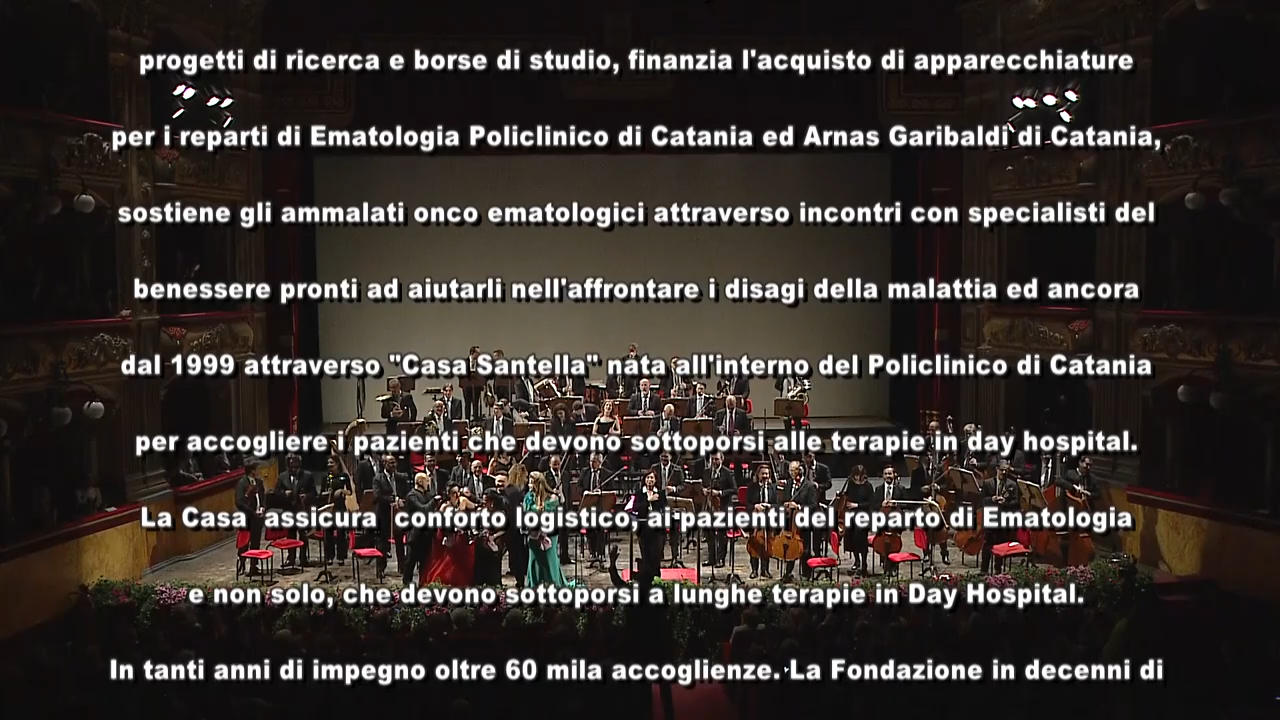 progetti di ricerca e borse di studio, finanzia l'acquisto di apparecchiature
per i reparti di Ematologia Policlinico di Catania ed Arnas Garibaldi di Catania,
sostiene gli ammalati onco ematologici attraverso incontri con specialisti del
benessere pronti ad aiutarli nell'affrontare i disagi della malattia ed ancora
dal 1999 attraverso "Casa Santella" nata all'interno del Policlinico di Catania
per accogliere i pazienti che devono sottoporsi alle terapie in day hospital.
La Casa assicura conforto logistico, ai pazienti del reparto di Ematologia
e non solo, che devono sottoporsi a lunghe terapie in Day Hospital.
In tanti anni di impegno oltre 60 mila accoglienze. La Fondazione in decenni di